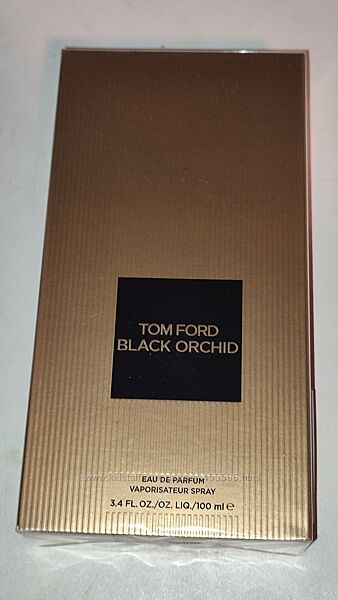 TOM FORD
BLACK ORCHID
EAU DE PARFUM
VAPORISATEUR SPRAY
3.4 FL. OZ./OZ. LIQ./100 ml e